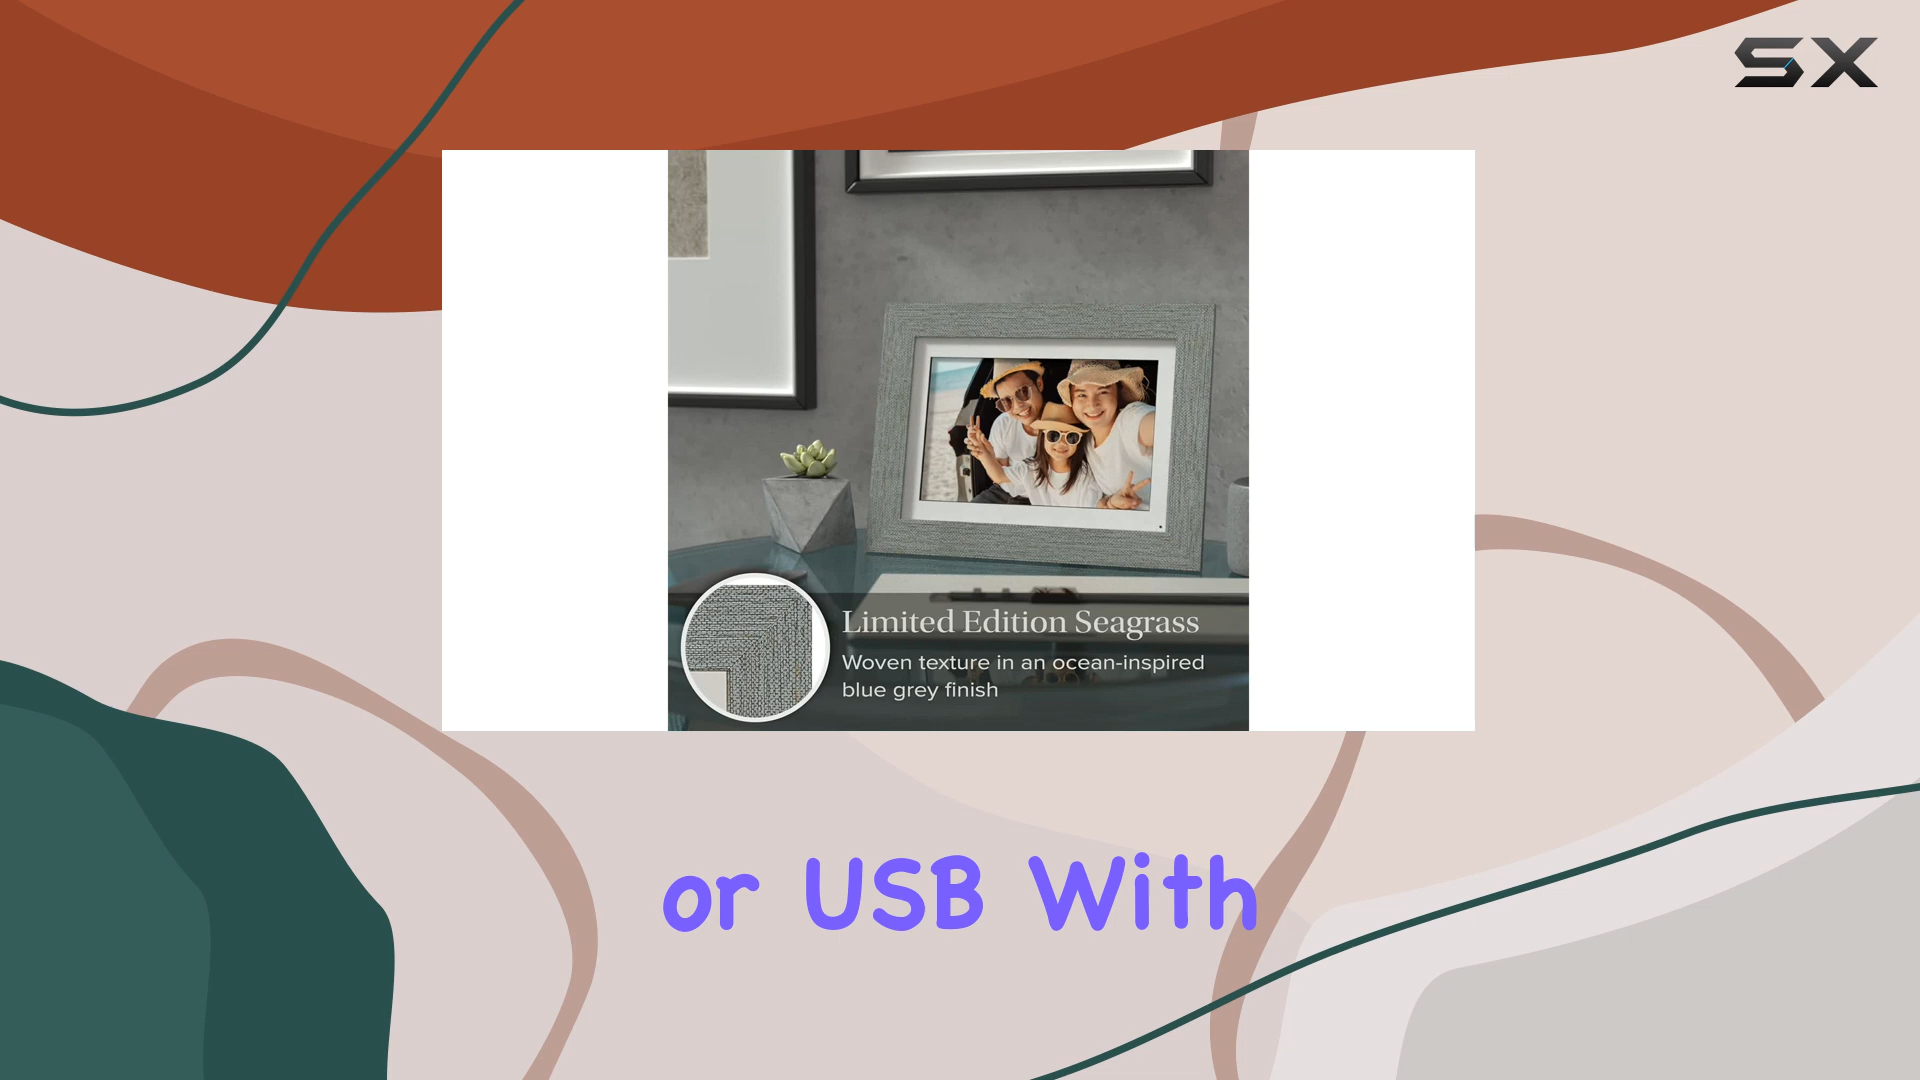 SX
Limited Edition Seagrass
Woven texture in an ocean-inspired
blue grey finish
or USB With